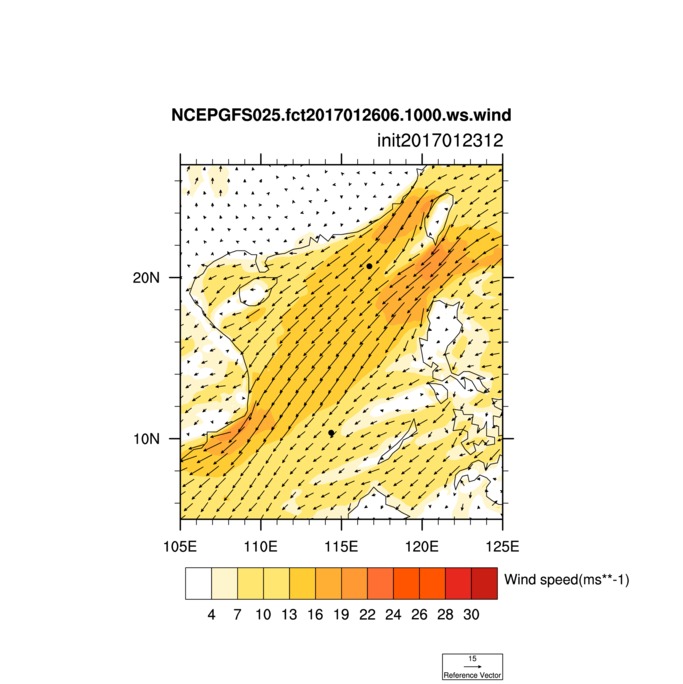 NCEPGFS025.fct2017012606.1000.ws.wind
init2017012312
20N
10N
105E 110E 115E 120E 125E
Wind speed(ms**-1)
4 7 10 13 16 19 22 24 26 28 30
15
Reference Vector